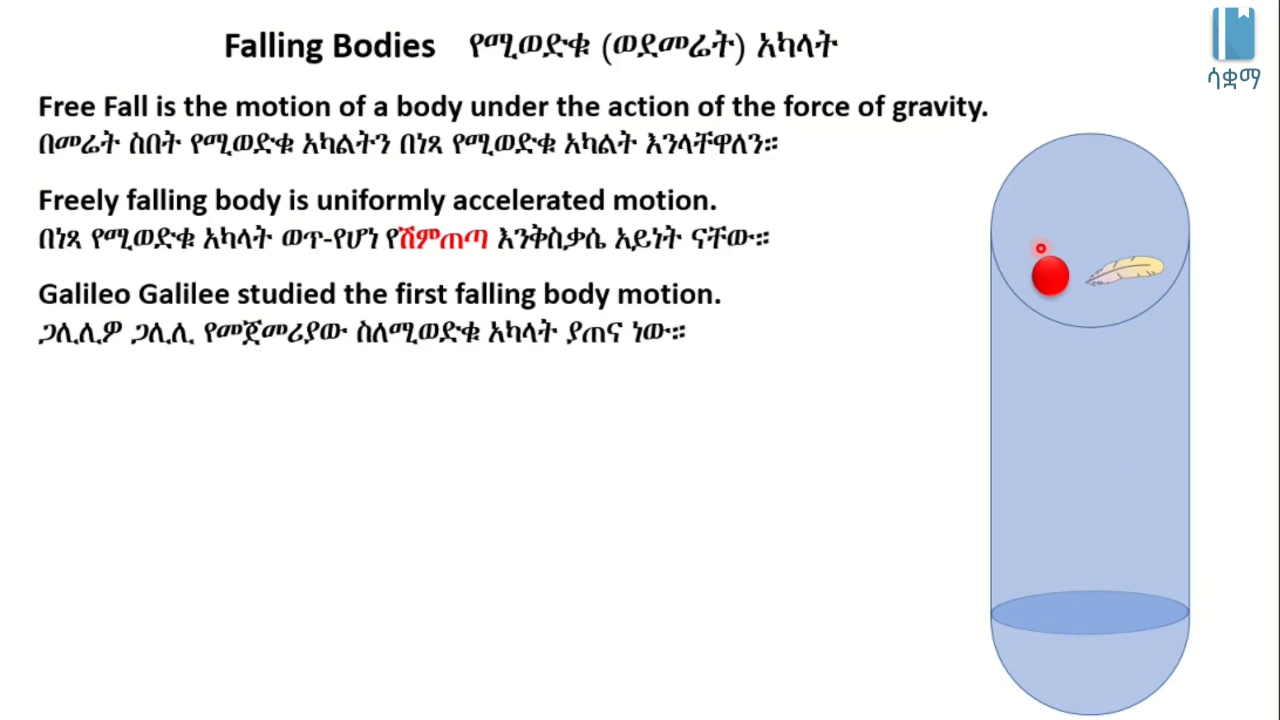 Falling Bodies የሚወድቁ (ወደመሬት) አካላት
ሳቋማ
Free Fall is the motion of a body under the action of the force of gravity.
በመሬት ስበት የሚወድቁ አካልትን በነጻ የሚወድቁ አካልት እንላቸዋለን።
Freely falling body is uniformly accelerated motion.
በነጻ የሚወድቁ አካላት ወጥ-የሆነ የሽምጠጣ እንቅስቃሴ አይነት ናቸው።
Galileo Galilee studied the first falling body motion.
ጋሊሊዎ ጋሊሊ የመጀመሪያው ስለሚወድቁ አካላት ያጠና ነው።